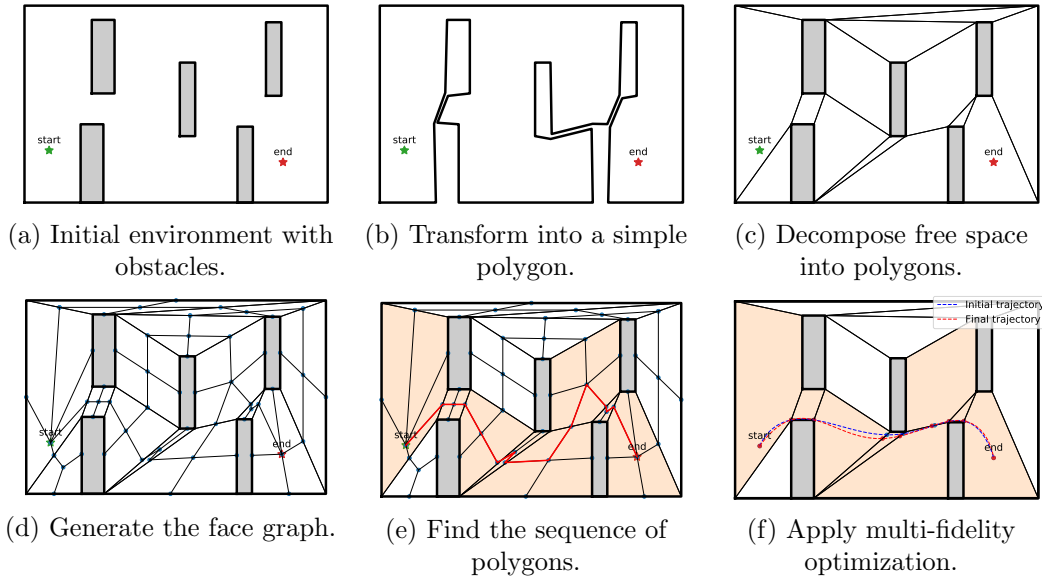 start
end
start
end
start
end
(a) Initial environment with
obstacles.
(b) Transform into a simple
polygon.
(c) Decompose free space
into polygons.
start
end
start
end
Initial trajectory
Final trajectory
start
end
(d) Generate the face graph.
(e) Find the sequence of
polygons.
(f) Apply multi-fidelity
optimization.